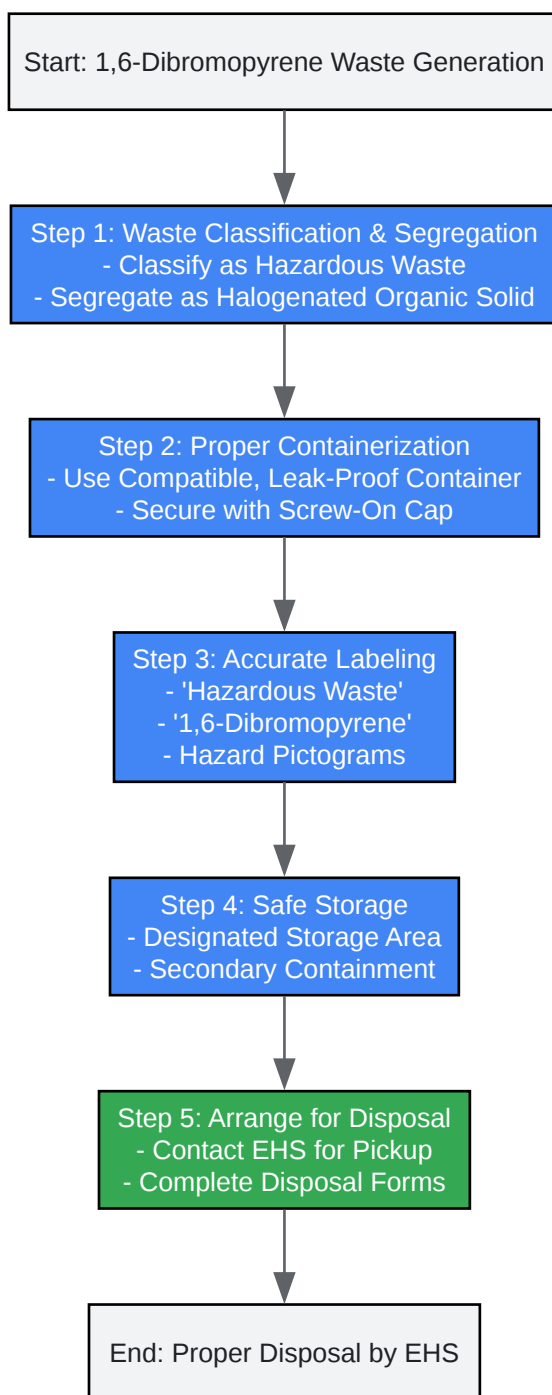 Start: 1,6-Dibromopyrene Waste Generation
Step 1: Waste Classification & Segregation
- Classify as Hazardous Waste
- Segregate as Halogenated Organic Solid
Step 2: Proper Containerization
- Use Compatible, Leak-Proof Container
- Secure with Screw-On Cap
Step 3: Accurate Labeling
- 'Hazardous Waste'
- '1,6-Dibromopyrene'
- Hazard Pictograms
Step 4: Safe Storage
- Designated Storage Area
- Secondary Containment
Step 5: Arrange for Disposal
- Contact EHS for Pickup
- Complete Disposal Forms
End: Proper Disposal by EHS